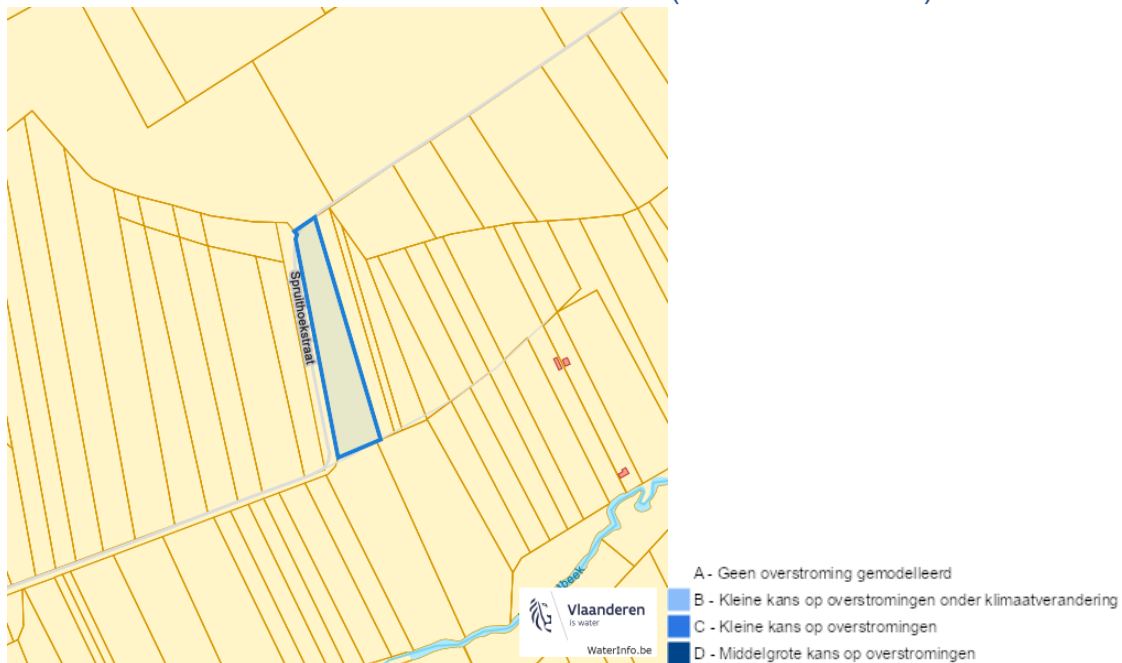 Spruithoekstraat
beek
Vlaanderen
is water
WaterInfo.be
A - Geen overstroming gemodelleerd
B - Kleine kans op overstromingen onder klimaatverandering
C - Kleine kans op overstromingen
D - Middelgrote kans op overstromingen